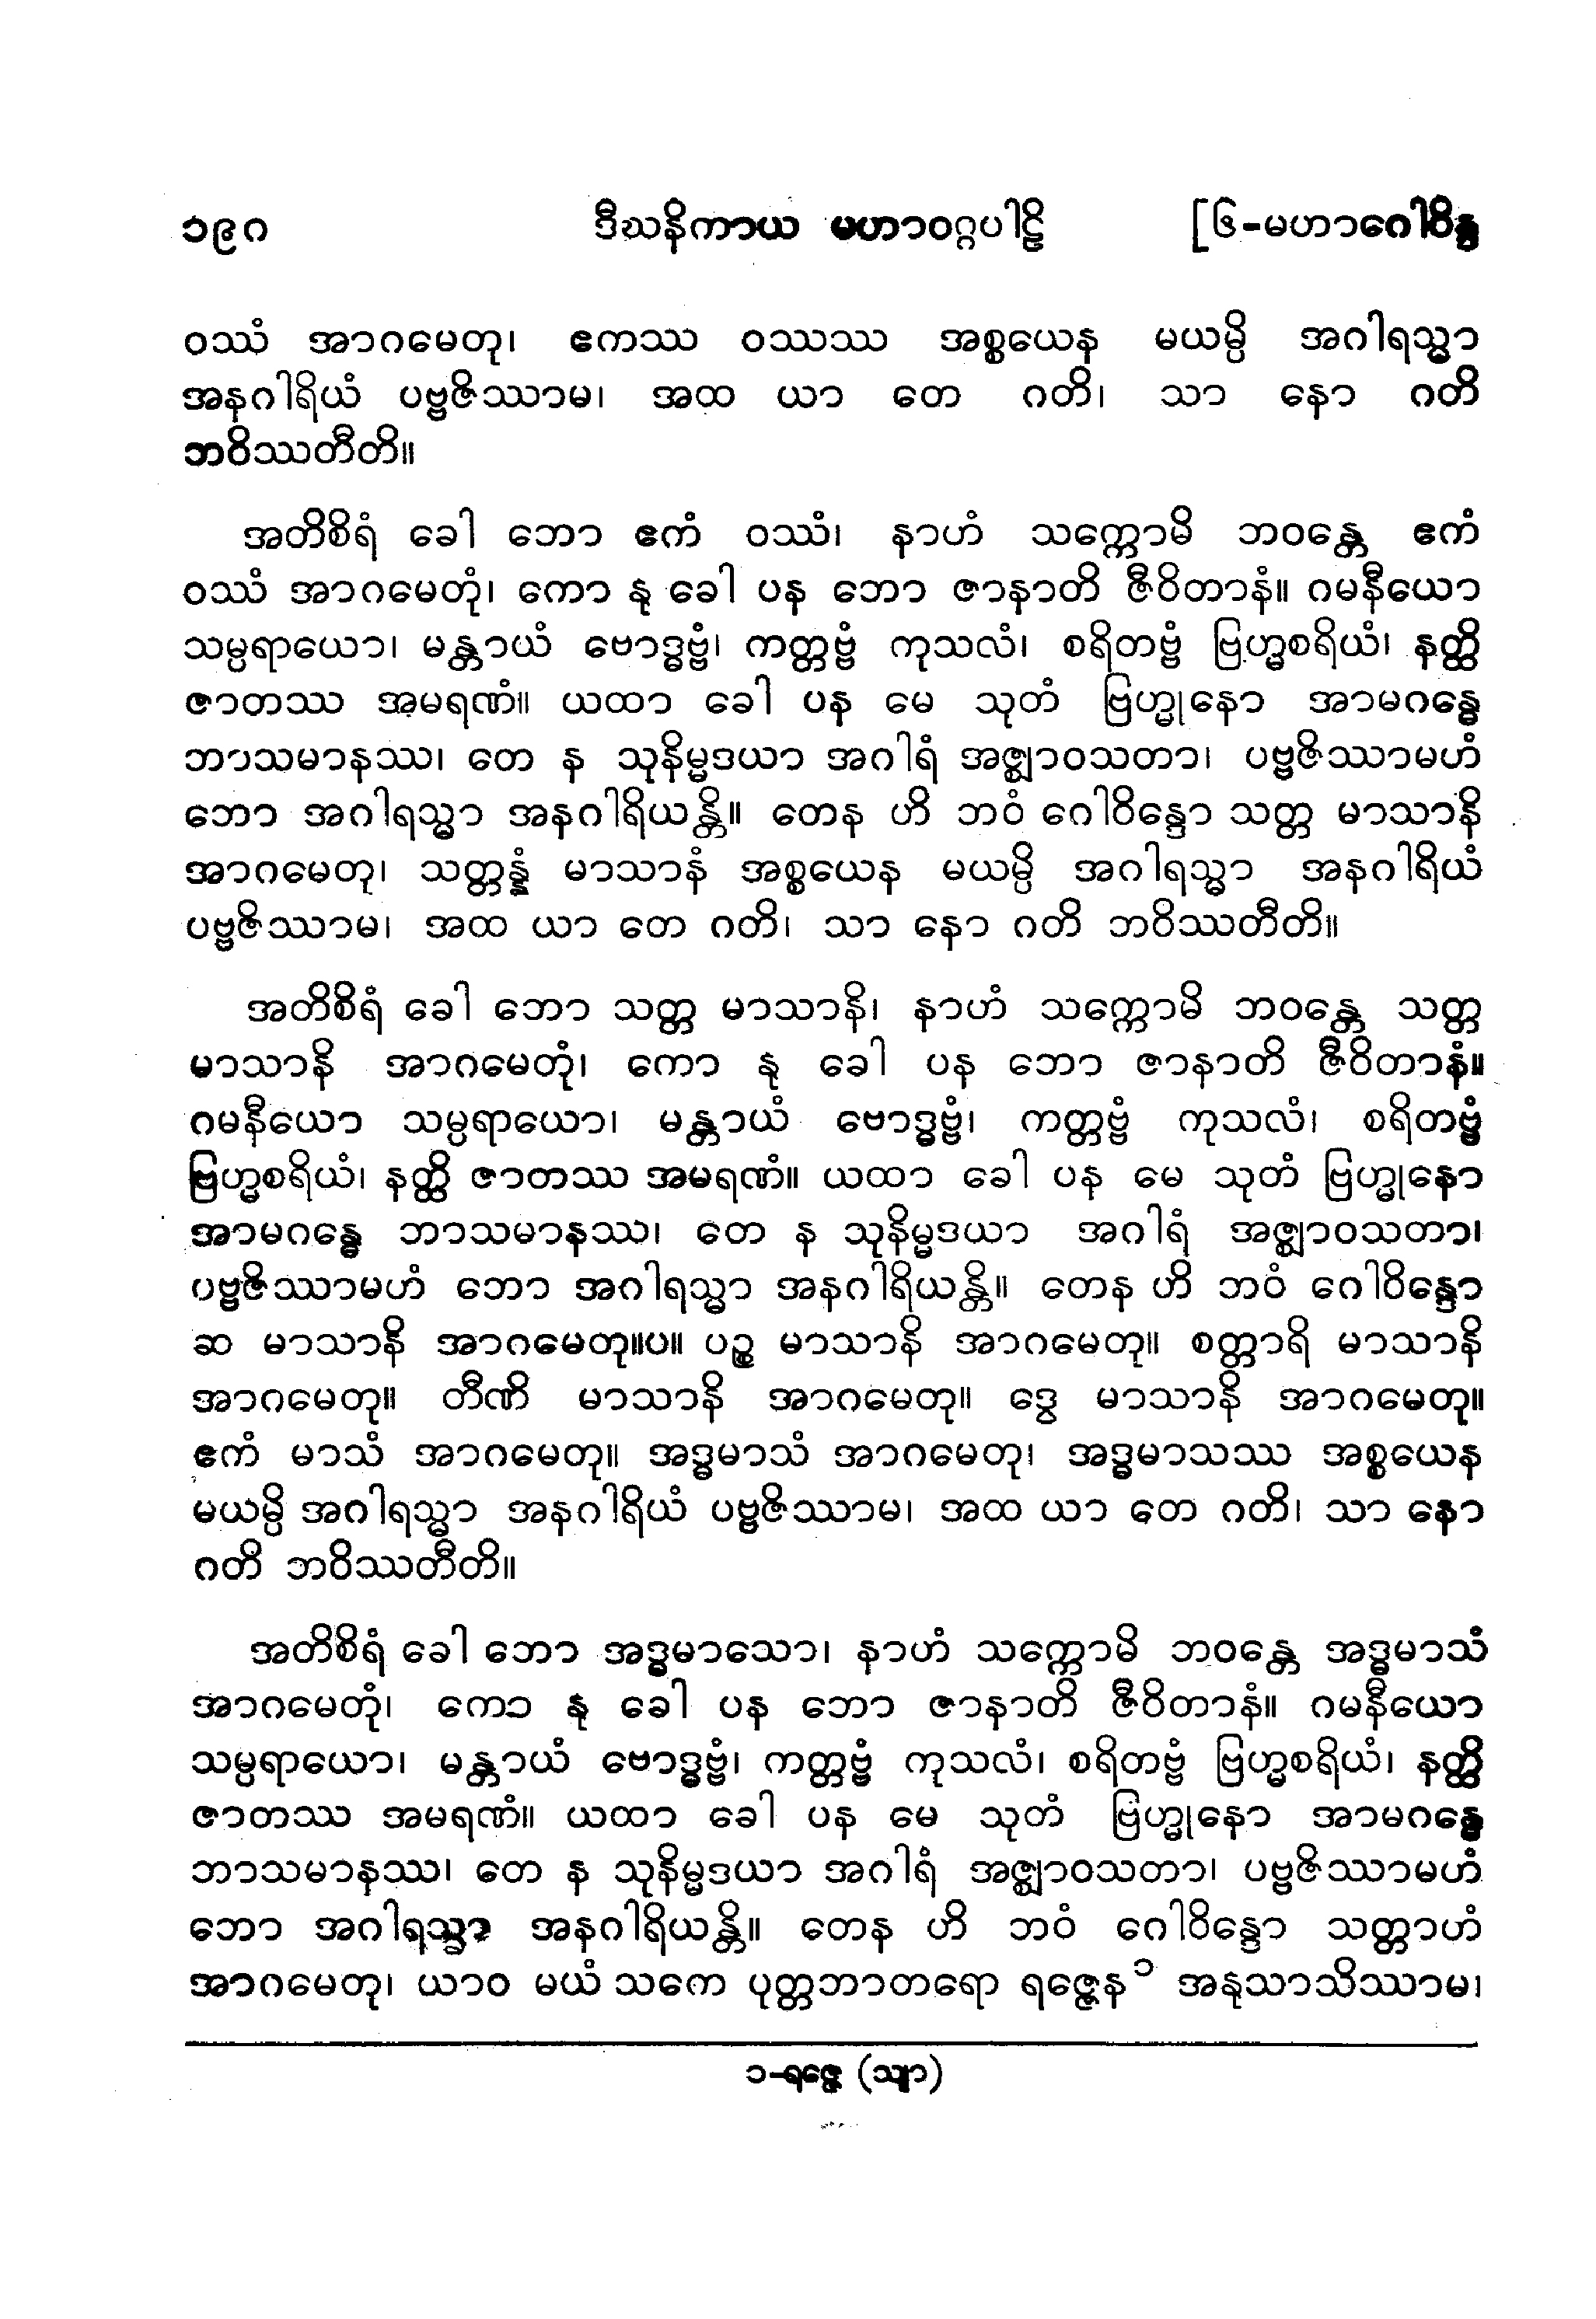 ၁၉၀ ဒီဃနိကာယ မဟာဝဂ္ဂပါဠိ [၆-မဟာဂေါဝိန္ဒ
ဝဿံ အာဂမေတု၊ ဧကဿ ဝဿဿ အစ္စယေန မယမ္ပိ အဂါရသ္မာ
အနဂါရိယံ ပဗ္ဗဇိဿာမ၊ အထ ယာ တေ ဂတိ၊ သာ နော ဂတိ
ဘဝိဿတီတိ။
အတိစိရံ ခေါ ဘော ဧကံ ဝဿံ၊ နာဟံ သက္ကောမိ ဘဝန္တေ ဧကံ
ဝဿံ အာဂမေတုံ၊ ကော နု ခေါ ပန ဘော ဇာနာတိ ဇီဝိတာနံ။ ဂမနီယော
သမ္ပရာယော၊ မန္တာယံ ဗောဒ္ဓဗ္ဗံ၊ ကတ္တဗ္ဗံ ကုသလံ၊ စရိတဗ္ဗံ ဗြဟ္မစရိယံ၊ နတ္ထိ
ဇာတဿ အမရဏံ။ ယထာ ခေါ ပန မေ သုတံ ဗြဟ္မုနော အာမဂန္ဓေ
ဘာသမာနဿ၊ တေ န သုနိမ္မဒယာ အဂါရံ အဇ္ဈာဝသတာ၊ ပဗ္ဗဇိဿာမဟံ
ဘော အဂါရသ္မာ အနဂါရိယန္တိ။ တေန ဟိ ဘဝံ ဂေါဝိန္ဒော သတ္တ မာသာနိ
အာဂမေတု၊ သတ္တန္နံ မာသာနံ အစ္စယေန မယမ္ပိ အဂါရသ္မာ အနဂါရိယံ
ပဗ္ဗဇိဿာမ၊ အထ ယာ တေ ဂတိ၊ သာ နော ဂတိ ဘဝိဿတီတိ။
အတိစိရံ ခေါ ဘော သတ္တ မာသာနိ၊ နာဟံ သက္ကောမိ ဘဝန္တေ သတ္တ
မာသာနိ အာဂမေတုံ၊ ကော နု ခေါ ပန ဘော ဇာနာတိ ဇီဝိတာနံ။
ဂမနီယော သမ္ပရာယော၊ မန္တာယံ ဗောဒ္ဓဗ္ဗံ၊ ကတ္တဗ္ဗံ ကုသလံ၊ စရိတဗ္ဗံ
ဗြဟ္မစရိယံ၊ နတ္ထိ ဇာတဿ အမရဏံ။ ယထာ ခေါ ပန မေ သုတံ ဗြဟ္မုနော
အာမဂန္ဓေ ဘာသမာနဿ၊ တေ န သုနိမ္မဒယာ အဂါရံ အဇ္ဈာဝသတာ၊
ပဗ္ဗဇိဿာမဟံ ဘော အဂါရသ္မာ အနဂါရိယန္တိ။ တေန ဟိ ဘဝံ ဂေါဝိန္ဒော
ဆ မာသာနိ အာဂမေတု။ပ။ ပဉ္စ မာသာနိ အာဂမေတု။ စတ္တာရိ မာသာနိ
အာဂမေတု။ တီဏိ မာသာနိ အာဂမေတု။ ဒွေ မာသာနိ အာဂမေတု။
ဧကံ မာသံ အာဂမေတု။ အဒ္ဓမာသံ အာဂမေတု၊ အဒ္ဓမာသဿ အစ္စယေန
မယမ္ပိ အဂါရသ္မာ အနဂါရိယံ ပဗ္ဗဇိဿာမ၊ အထ ယာ တေ ဂတိ၊ သာ နော
ဂတိ ဘဝိဿတီတိ။
အတိစိရံ ခေါ ဘော အဒ္ဓမာသော၊ နာဟံ သက္ကောမိ ဘဝန္တေ အဒ္ဓမာသံ
အာဂမေတုံ၊ ကော နု ခေါ ပန ဘော ဇာနာတိ ဇီဝိတာနံ။ ဂမနီယော
သမ္ပရာယော၊ မန္တာယံ ဗောဒ္ဓဗ္ဗံ၊ ကတ္တဗ္ဗံ ကုသလံ၊ စရိတဗ္ဗံ ဗြဟ္မစရိယံ၊ နတ္ထိ
ဇာတဿ အမရဏံ။ ယထာ ခေါ ပန မေ သုတံ ဗြဟ္မုနော အာမဂန္ဓေ
ဘာသမာနဿ၊ တေ န သုနိမ္မဒယာ အဂါရံ အဇ္ဈာဝသတာ၊ ပဗ္ဗဇိဿာမဟံ
ဘော အဂါရသ္မာ အနဂါရိယန္တိ။ တေန ဟိ ဘဝံ ဂေါဝိန္ဒော သတ္တာဟံ
အာဂမေတု၊ ယာဝ မယံ သကေ ပုတ္တဘာတရော ရဇ္ဇေန၁ အနုသာသိဿာမ၊
၁-ရဇ္ဇေ (သျာ)